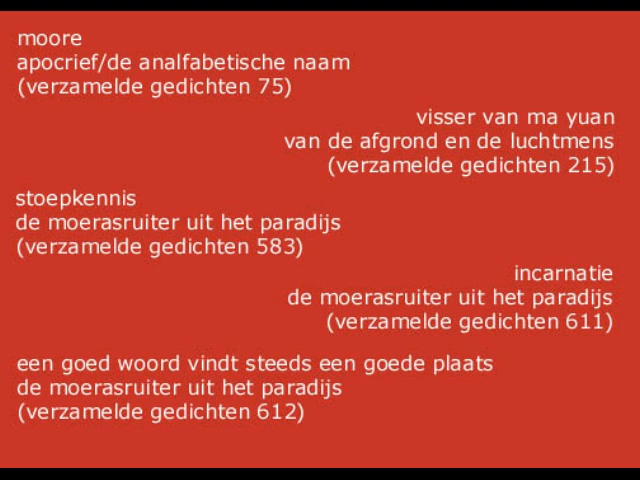 moore
apocrief/de analfabetische naam
(verzamelde gedichten 75)
visser van ma yuan
van de afgrond en de luchtmens
(verzamelde gedichten 215)
stoepkennis
de moerasruiter uit het paradijs
(verzamelde gedichten 583)
incarnatie
de moerasruiter uit het paradijs
(verzamelde gedichten 611)
een goed woord vindt steeds een goede plaats
de moerasruiter uit het paradijs
(verzamelde gedichten 612)